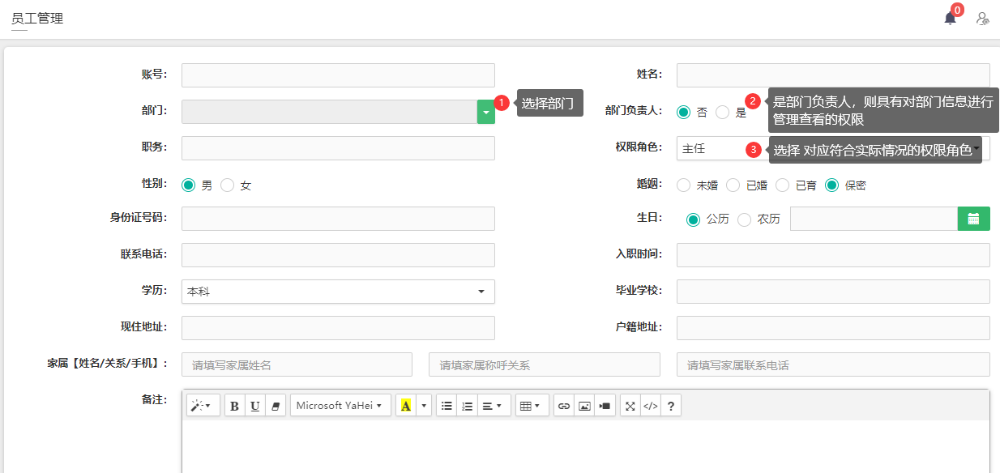 员工管理
0
账号：
姓名：
部门：
1
选择部门
部门负责人：
否
是
2
是部门负责人，则具有对部门信息进行
管理查看的权限
职务：
权限角色：
主任
3
选择 对应符合实际情况的权限角色
性别：
男
女
婚姻：
未婚
已婚
已育
保密
身份证号码：
生日：
公历
农历
联系电话：
入职时间：
学历：
本科
毕业学校：
现住地址：
户籍地址：
家属【姓名/关系/手机】：
请填写家属姓名
请填家属称呼关系
请填写家属联系电话
备注：
B
U
Microsoft YaHei
A
</>
?